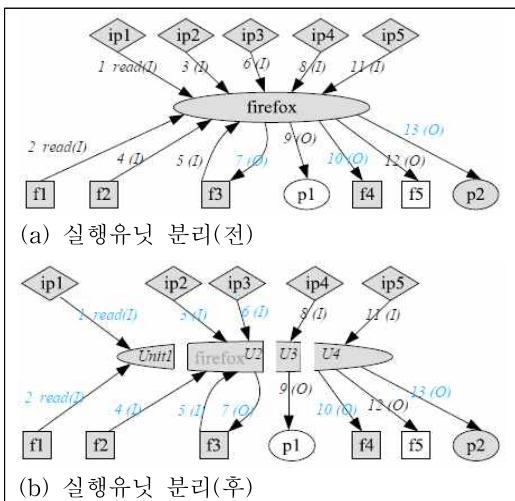 ip1 ip2 ip3 ip4 ip5
1 read(I) 3 (I) 6 (I) 8 (I) 11 (I)
firefox
2 read(I) 4 (I) 5 (I) 7 (O) 9 (O) 10 (O) 12 (O) 13 (O)
f1 f2 f3 p1 f4 f5 p2
(a) 실행유닛 분리(전)
ip1 ip2 ip3 ip4 ip5
1 read(I) 3 (I) 6 (I) 8 (I) 11 (I)
Unit1 firefox U2 U3 U4
2 read(I) 4 (I) 5 (I) 7 (O) 9 (O) 10 (O) 12 (O) 13 (O)
f1 f2 f3 p1 f4 f5 p2
(b) 실행유닛 분리(후)